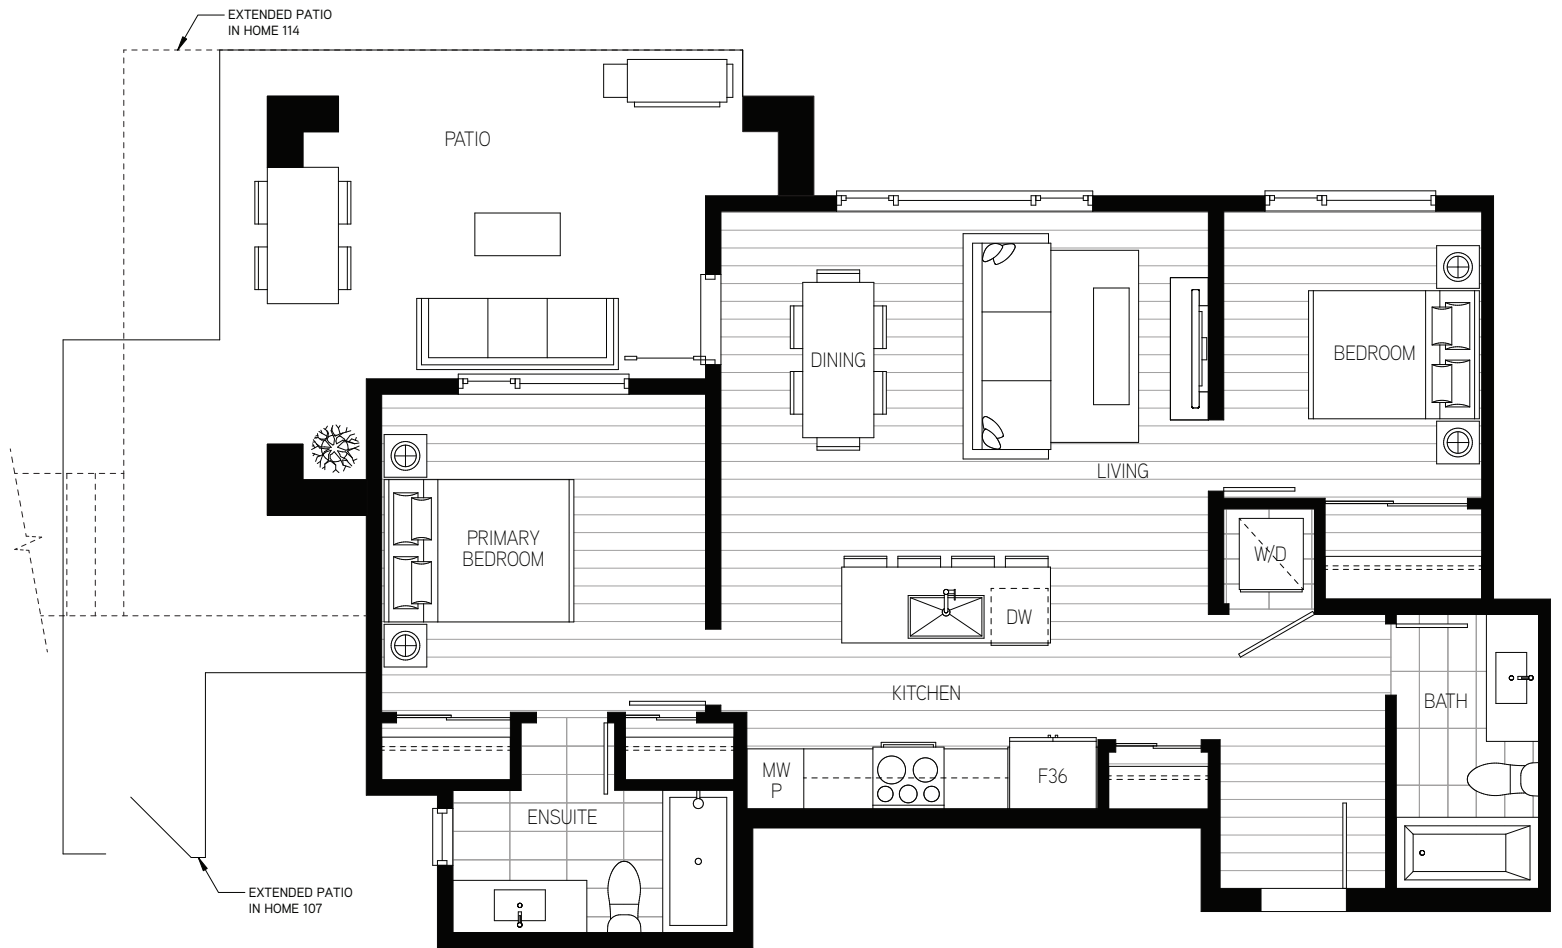 EXTENDED PATIO
IN HOME 114
PATIO
DINING
BEDROOM
LIVING
PRIMARY
BEDROOM
W/D
DW
KITCHEN
BATH
MW
P
F36
ENSUITE
EXTENDED PATIO
IN HOME 107